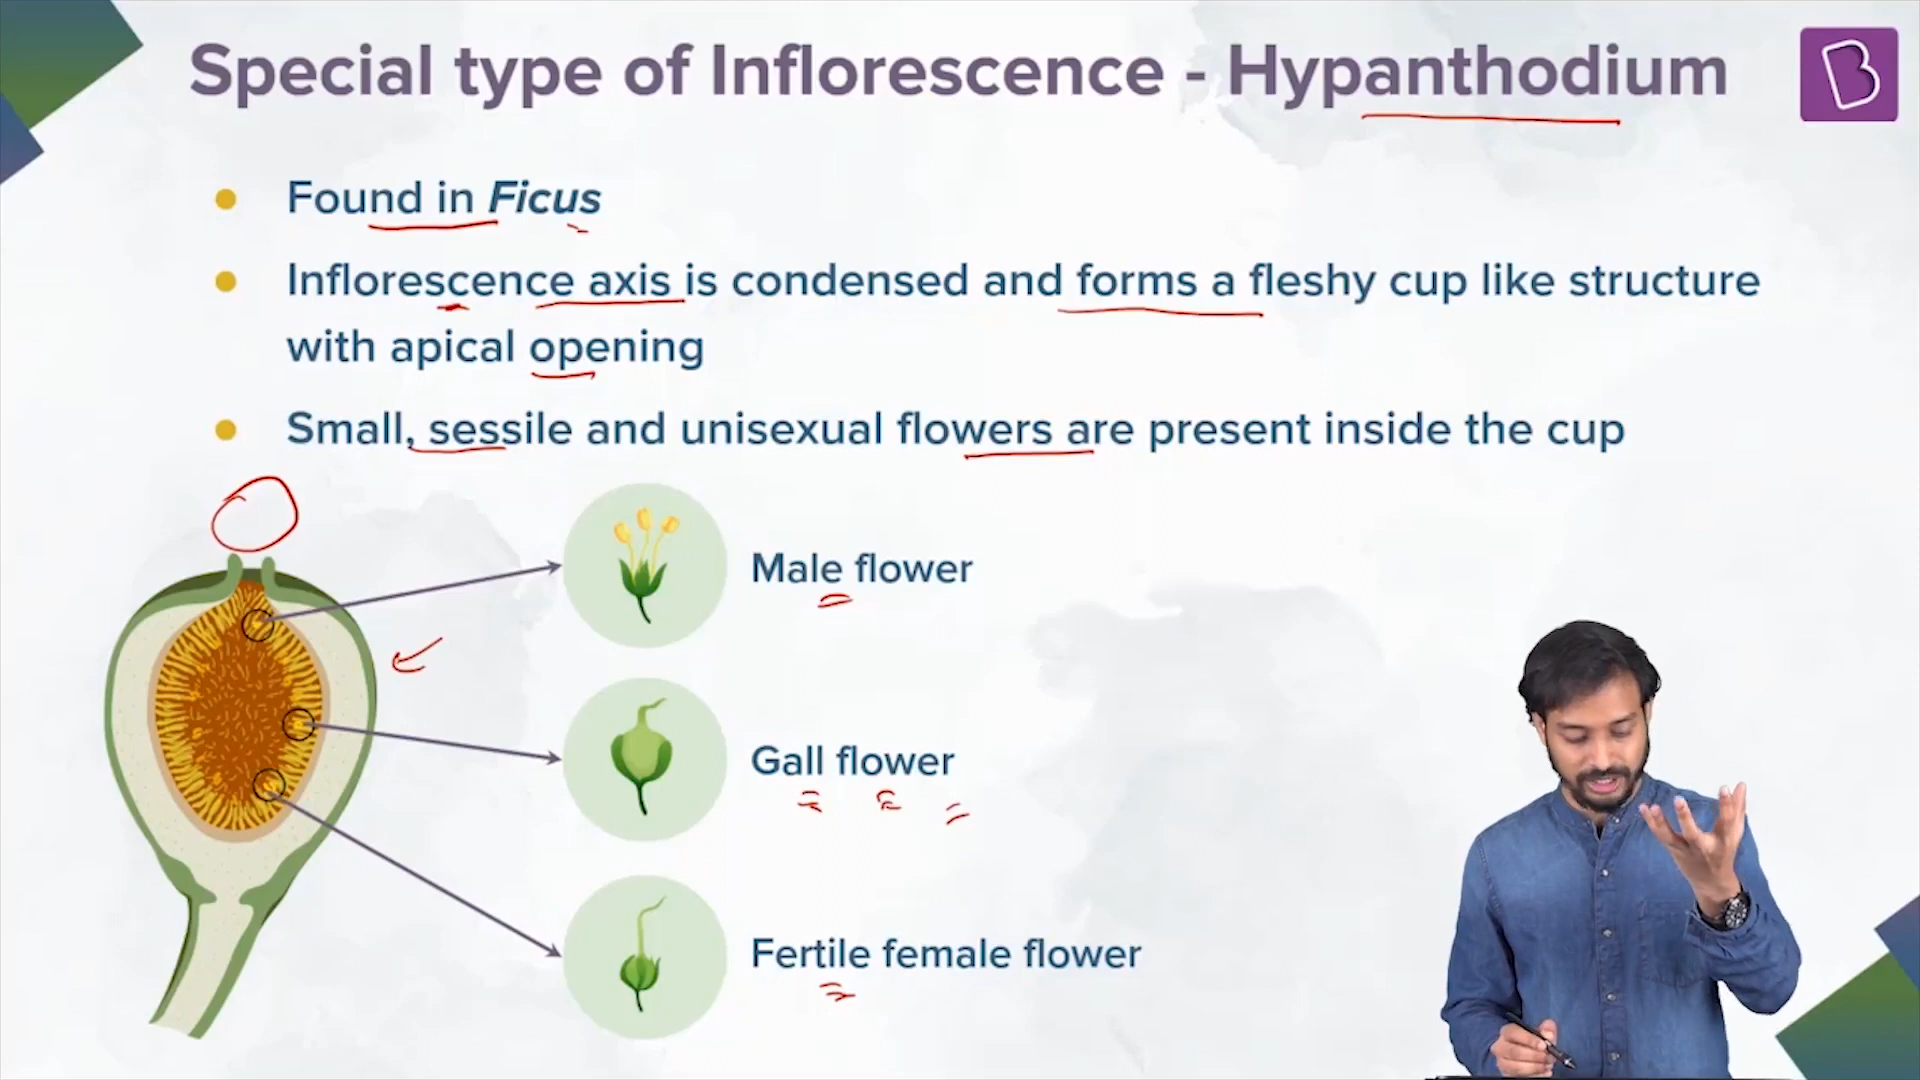 Special type of Inflorescence - Hypanthodium
B
Found in Ficus
Inflorescence axis is condensed and forms a fleshy cup like structure
with apical opening
Small, sessile and unisexual flowers are present inside the cup
Male flower
Gall flower
Fertile female flower